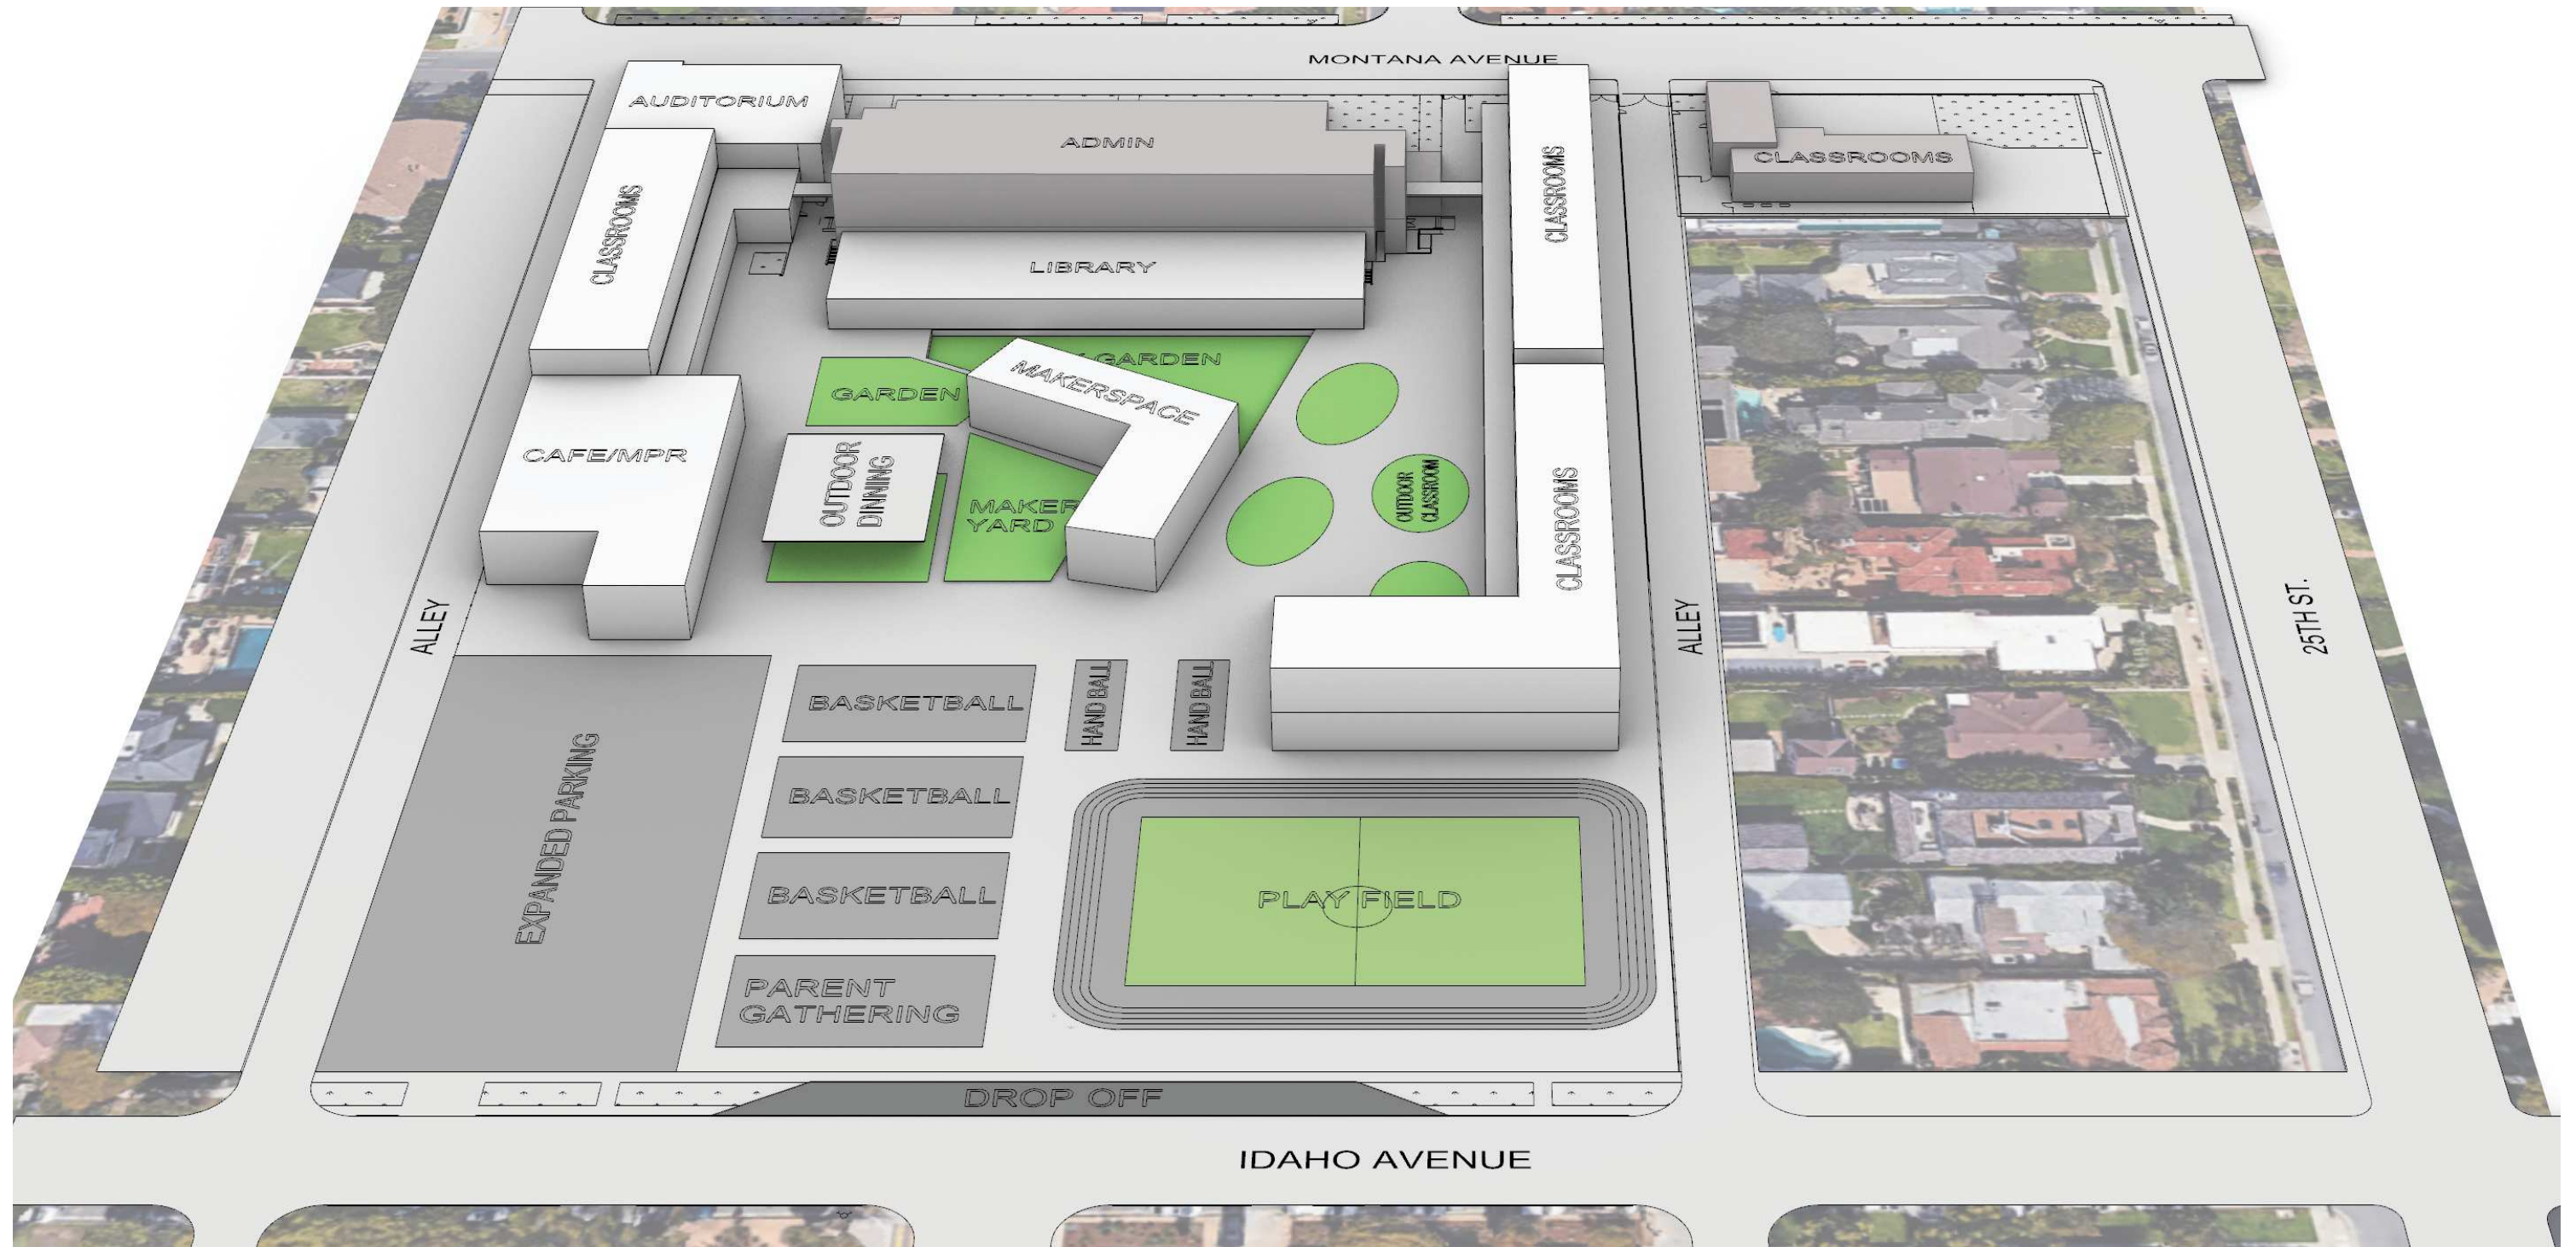 MONTANA AVENUE
AUDITORIUM
ADMIN
CLASSROOMS
CLASSROOMS
CLASSROOMS
LIBRARY
GARDEN
MAKERSPACE
GARDEN
CAFE/MPR
OUTDOOR
DINNING
MAKER
YARD
OUTDOOR
CLASSROOM
CLASSROOMS
ALLEY
ALLEY
25TH ST.
BASKETBALL
HAND BALL
HAND BALL
EXPANDED PARKING
BASKETBALL
BASKETBALL
PLAY FIELD
PARENT
GATHERING
DROP OFF
IDAHO AVENUE